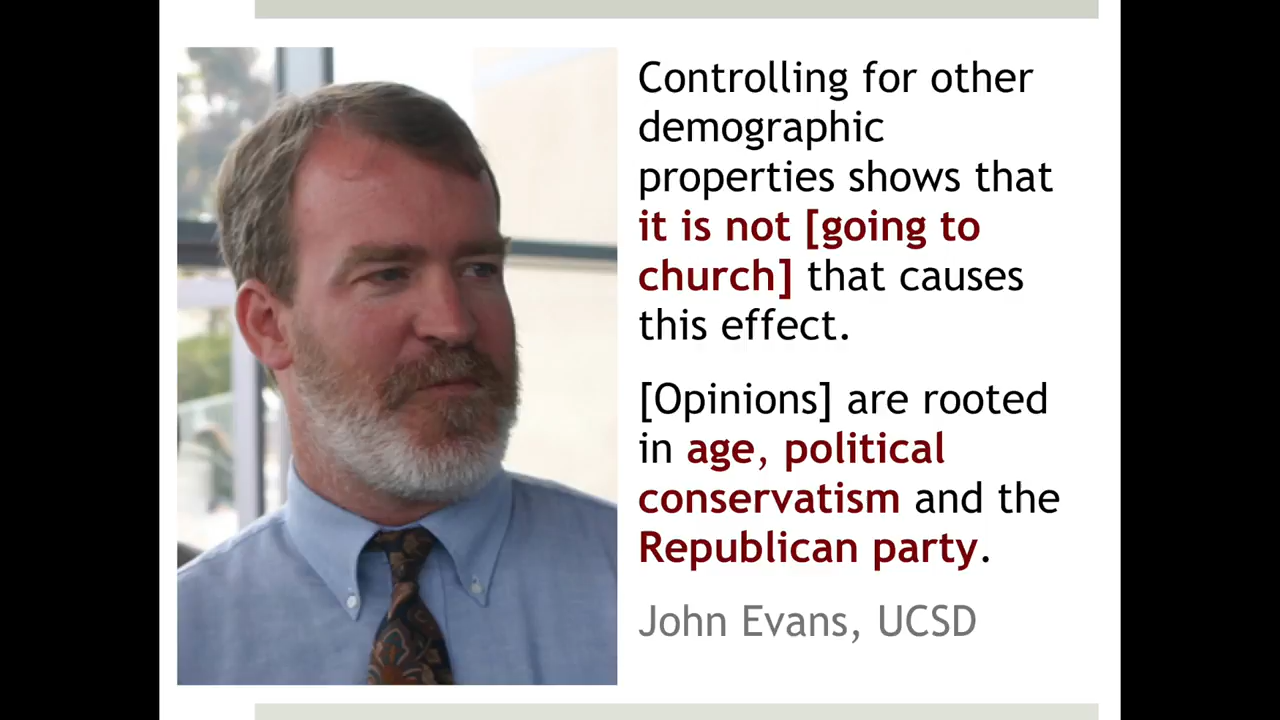 Controlling for other
demographic
properties shows that
it is not [going to
church] that causes
this effect.
[Opinions] are rooted
in age, political
conservatism and the
Republican party.
John Evans, UCSD